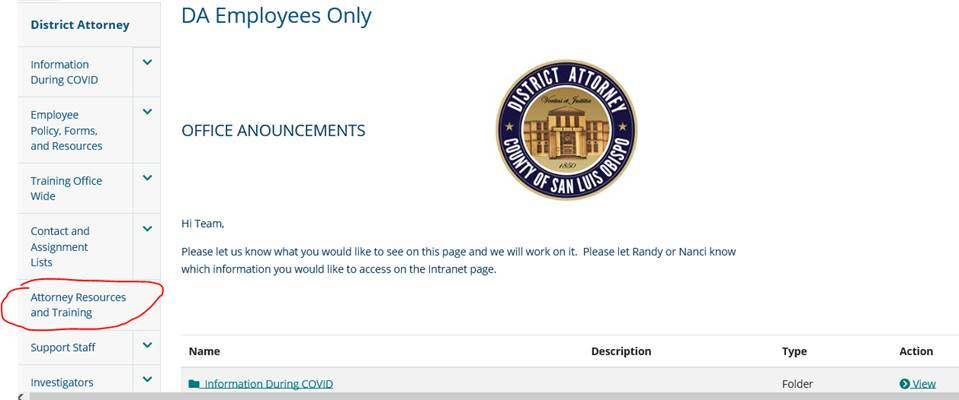 DA Employees Only
District Attorney
Information
During COVID
Employee
Policy, Forms,
and Resources
Training Office
Wide
Contact and
Assignment
Lists
Attorney Resources
and Training
Support Staff
Investigators
OFFICE ANOUNCEMENTS
DISTRICT ATTORNEY
Veritas et Justitia
1850
COUNTY OF SAN LUIS OBISPO
Hi Team,
Please let us know what you would like to see on this page and we will work on it. Please let Randy or Nanci know
which information you would like to access on the Intranet page.
Name Description Type Action
Information During COVID Folder View